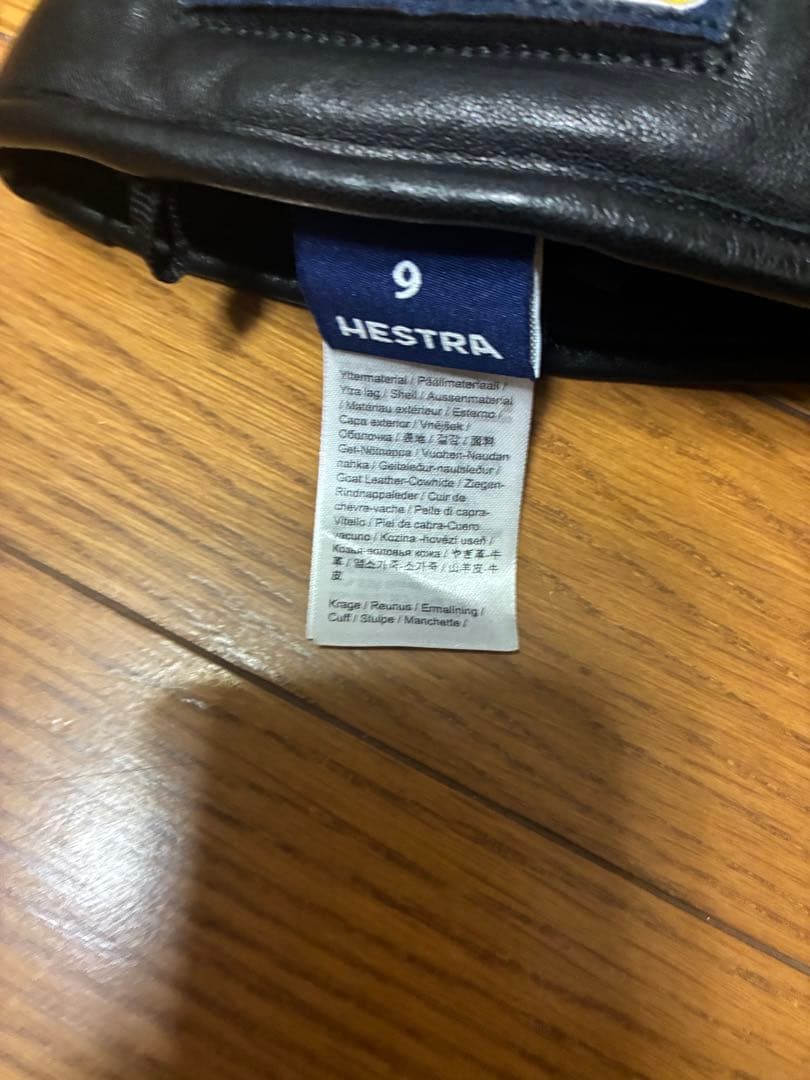 9
HESTRA
Yttermaterial / Päällimateriaali /
Ytra lag / Shell / Aussenmaterial
/ Matériau extérieur / Esterno /
Capa exterior / Vnějšek /
Оболочка / 表地 / 겉감 / 面料
Get-Nötnappa / Vuohen-Naudan
nahka / Geitaleður-nautsleður /
Goat Leather-Cowhide / Ziegen-
Rindnappaleder / Cuir de
chèvre-vache / Pelle di capra-
Vitello / Piel de cabra-Cuero
vacuno / Kozina -hovězí useň /
Козья-воловья кожа / やぎ革-牛
革 / 염소가죽-소가죽 / 山羊皮-牛
皮
Krage / Reunus / Ermalining /
Cuff / Stulpe / Manchette /